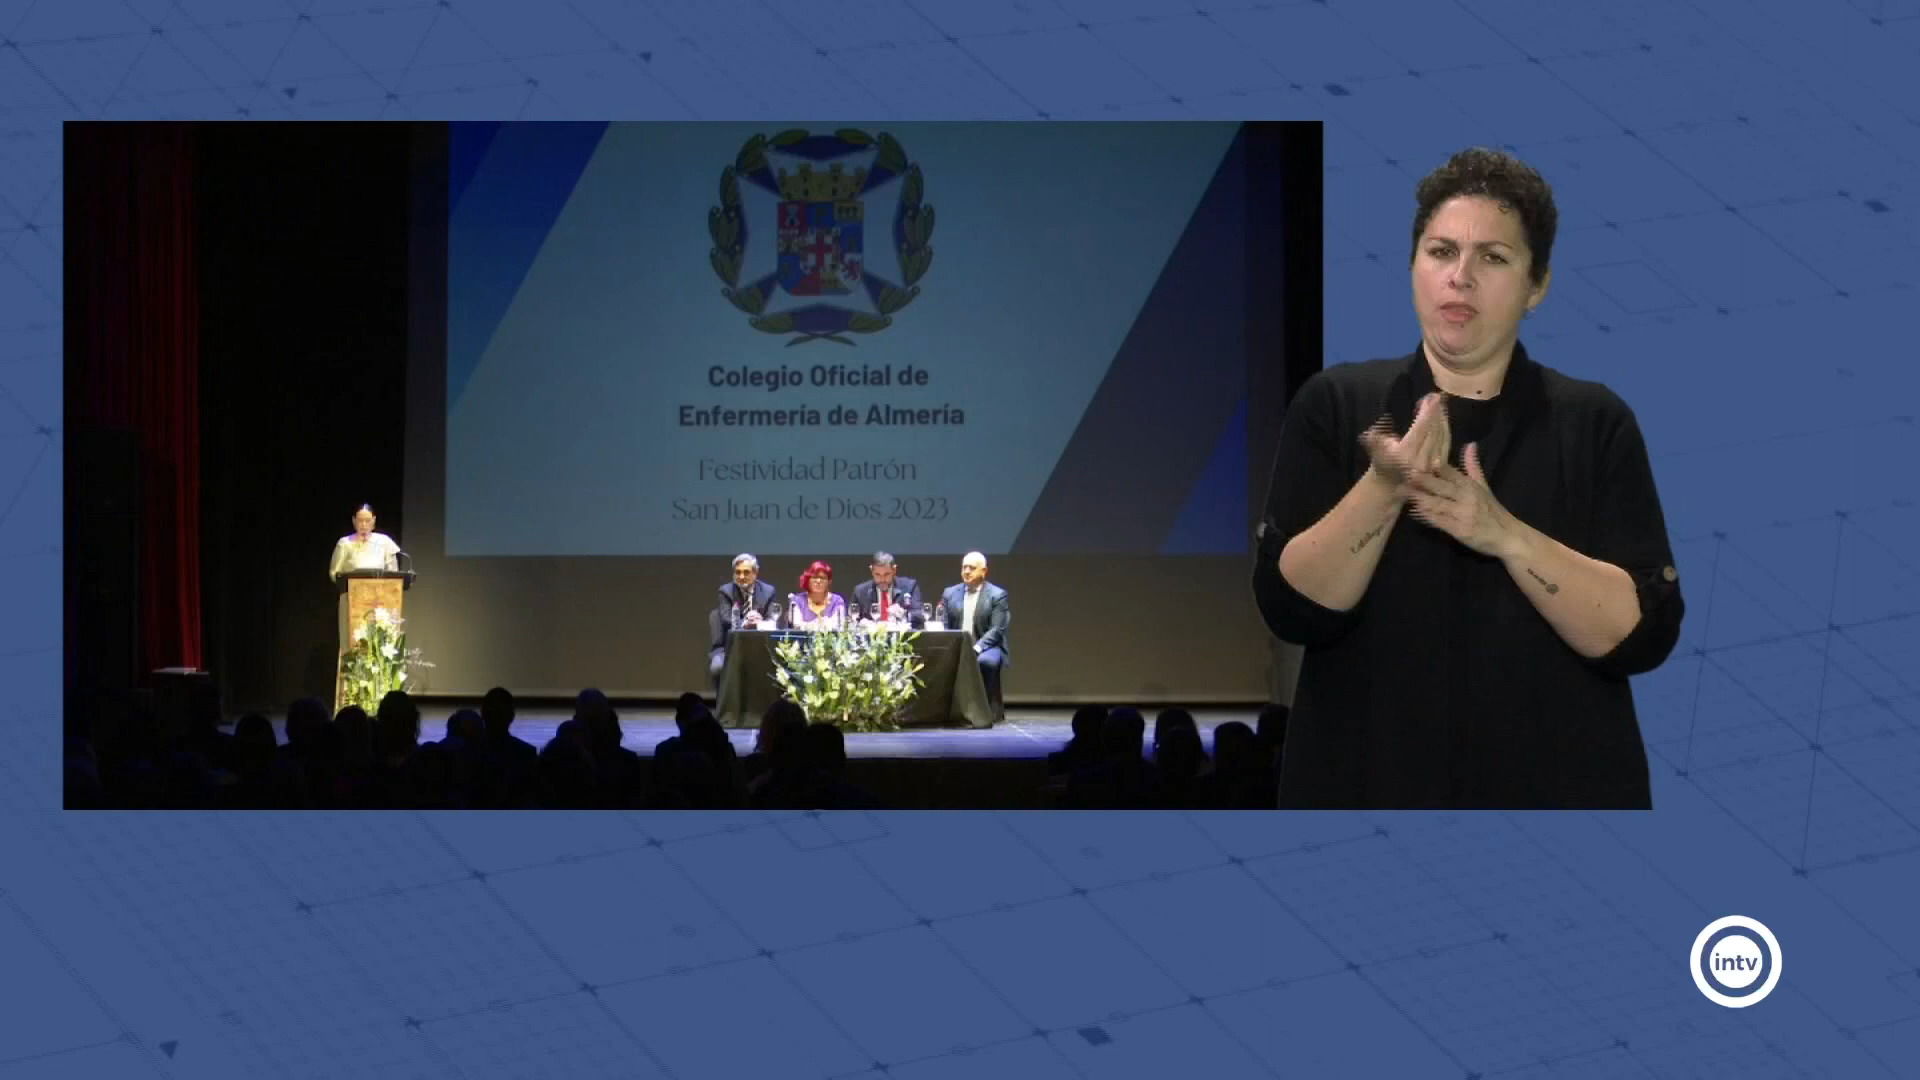 Colegio Oficial de
Enfermería de Almería
Festividad Patrón
San Juan de Dios 2023
intv